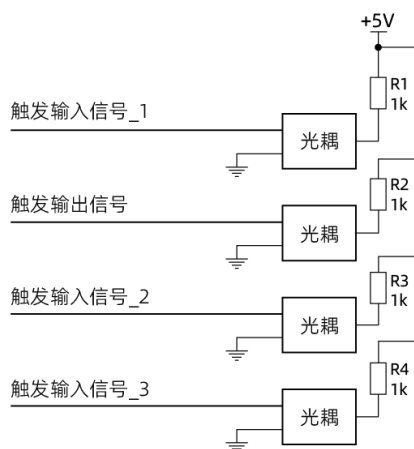 +5V
R1
1k
触发输入信号_1
光耦
R2
1k
触发输出信号
光耦
R3
1k
触发输入信号_2
光耦
R4
1k
触发输入信号_3
光耦